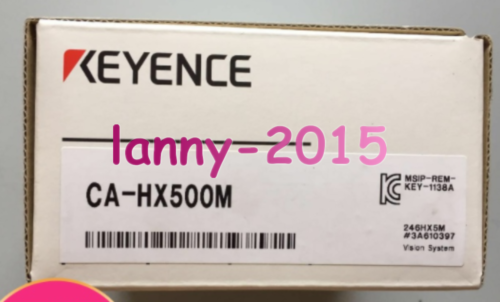 KEYENCE
lanny-2015
CA-HX500M
MSIP-REM-
KEY-1138A
246HX5M
#3A610397
Vision System